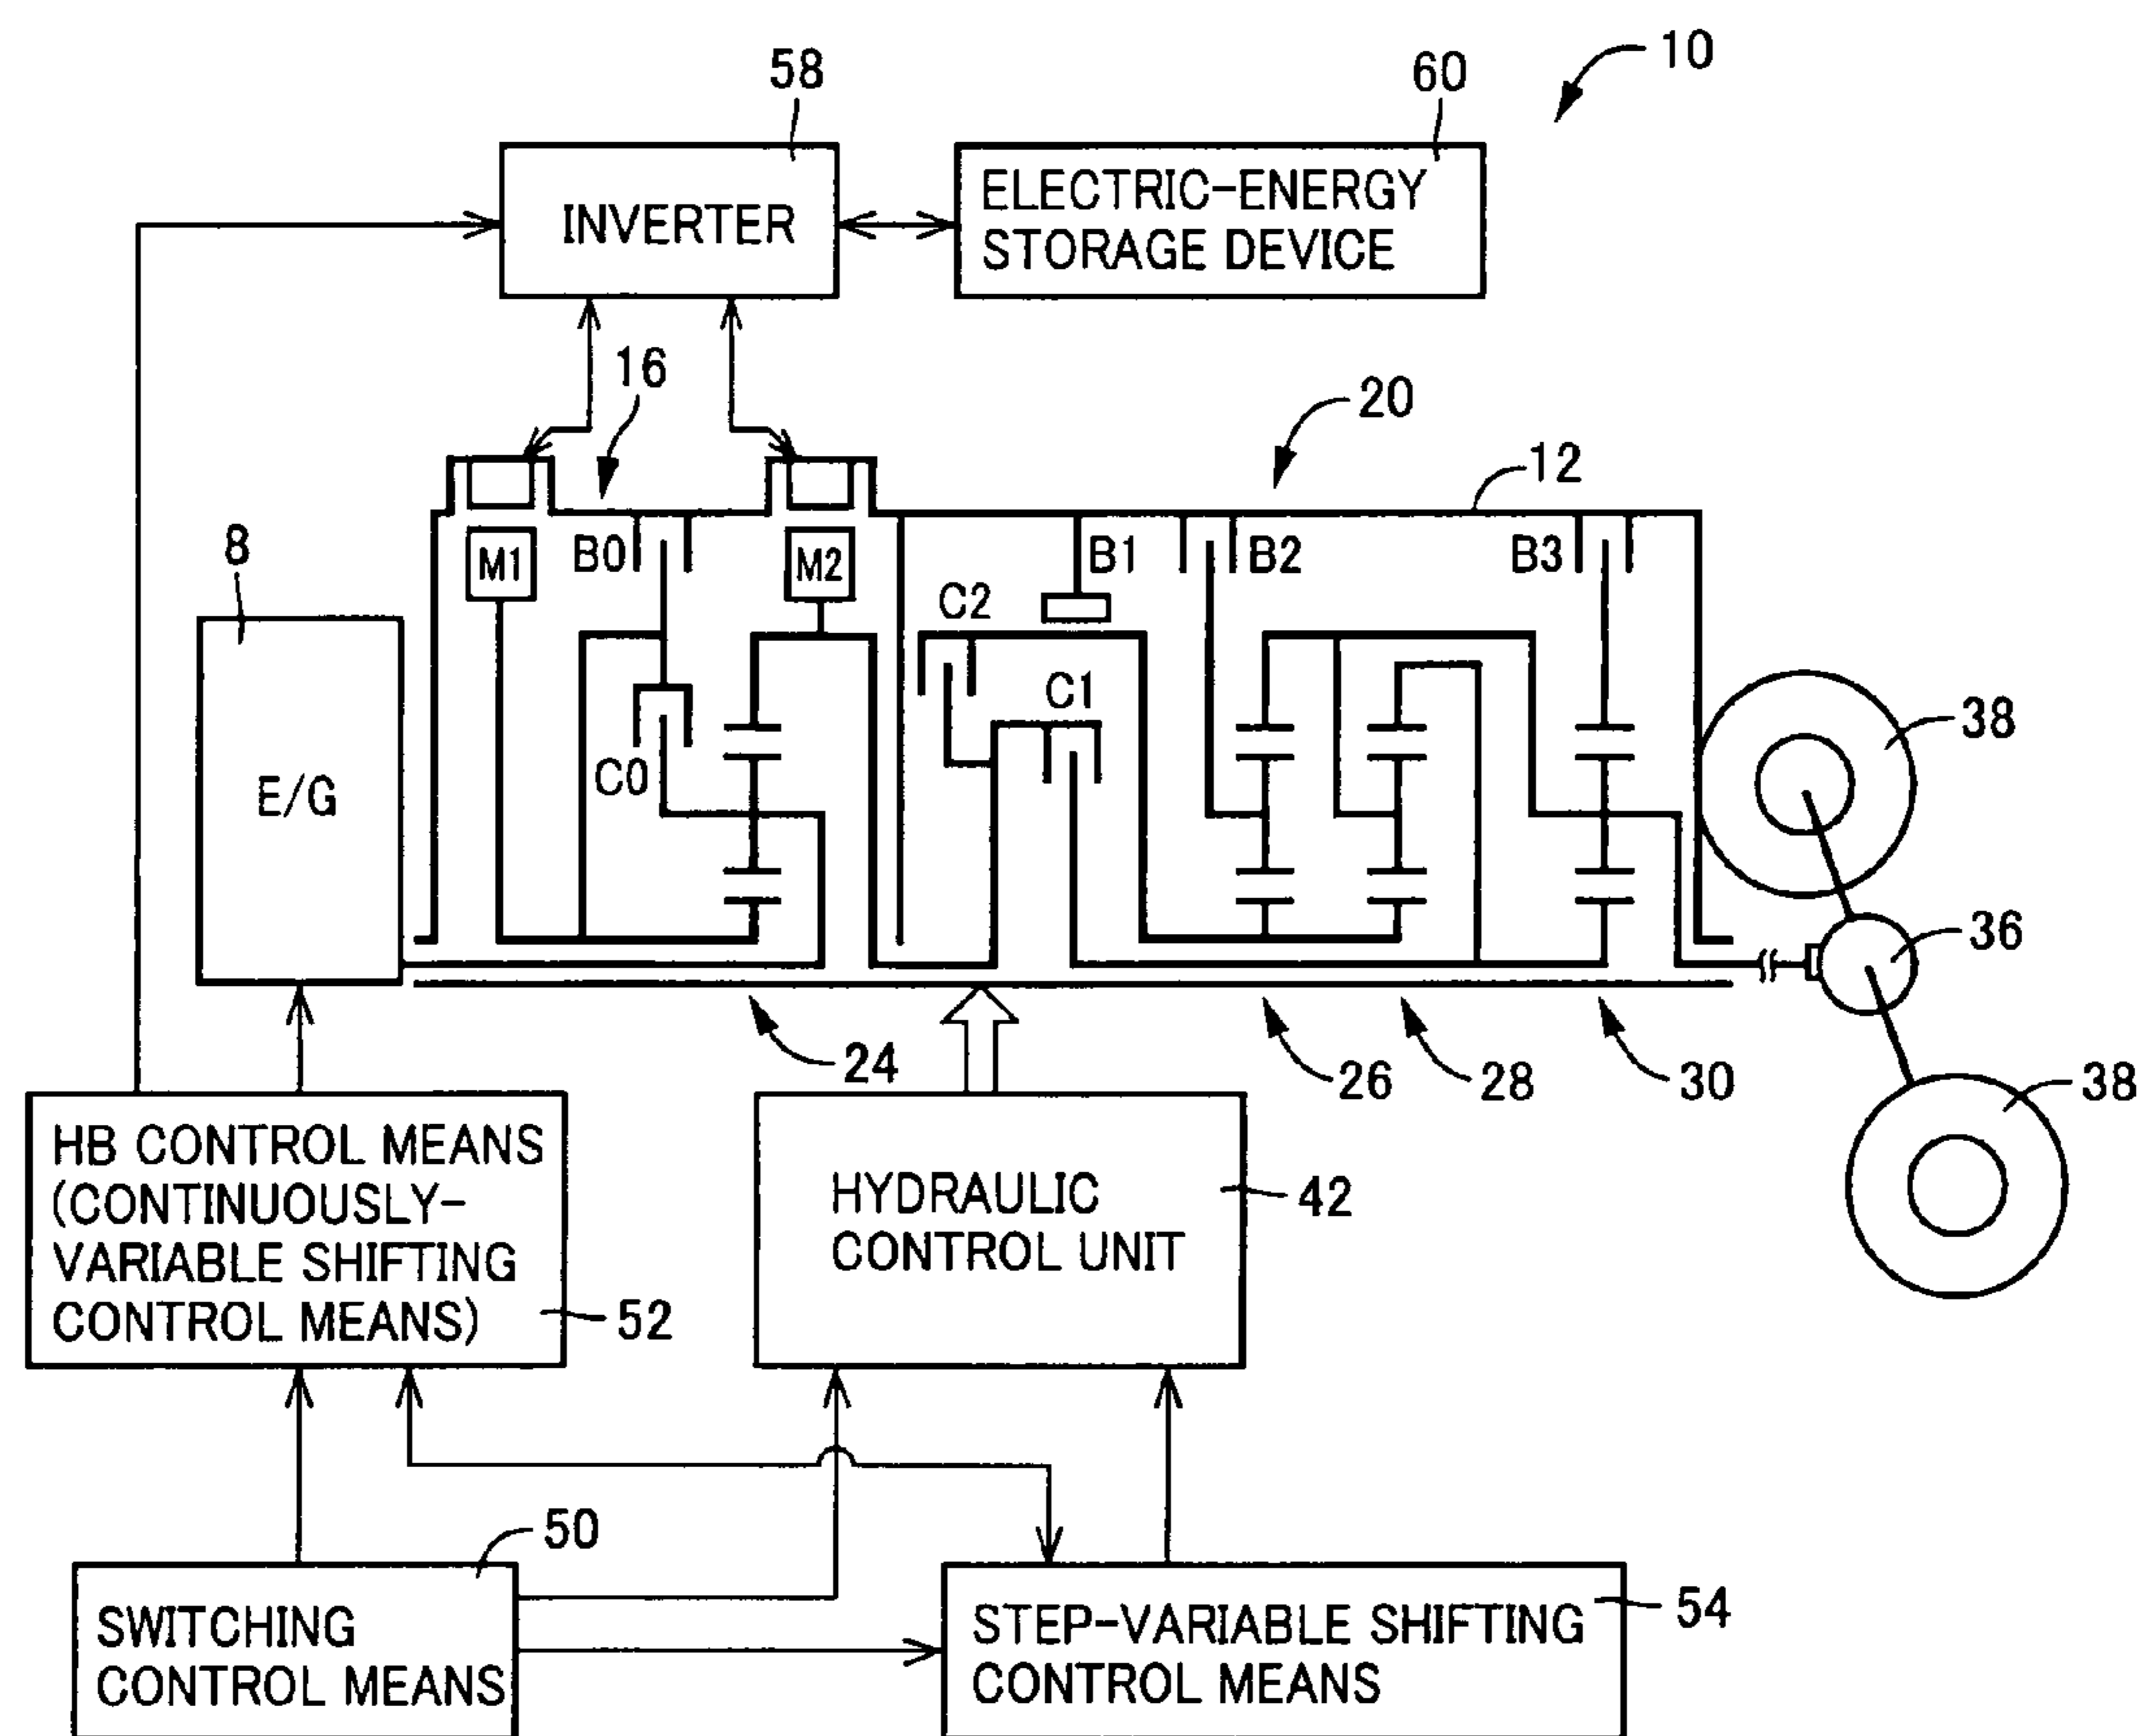 10
58
60
INVERTER
ELECTRIC-ENERGY
STORAGE DEVICE
16
20
12
8
M1
B0
M2
B1
B2
B3
C2
C1
C0
E/G
38
36
24
26
28
30
38
HB CONTROL MEANS
(CONTINUOUSLY-
VARIABLE SHIFTING
CONTROL MEANS)
52
HYDRAULIC
CONTROL UNIT
42
50
SWITCHING
CONTROL MEANS
STEP-VARIABLE SHIFTING
CONTROL MEANS
54